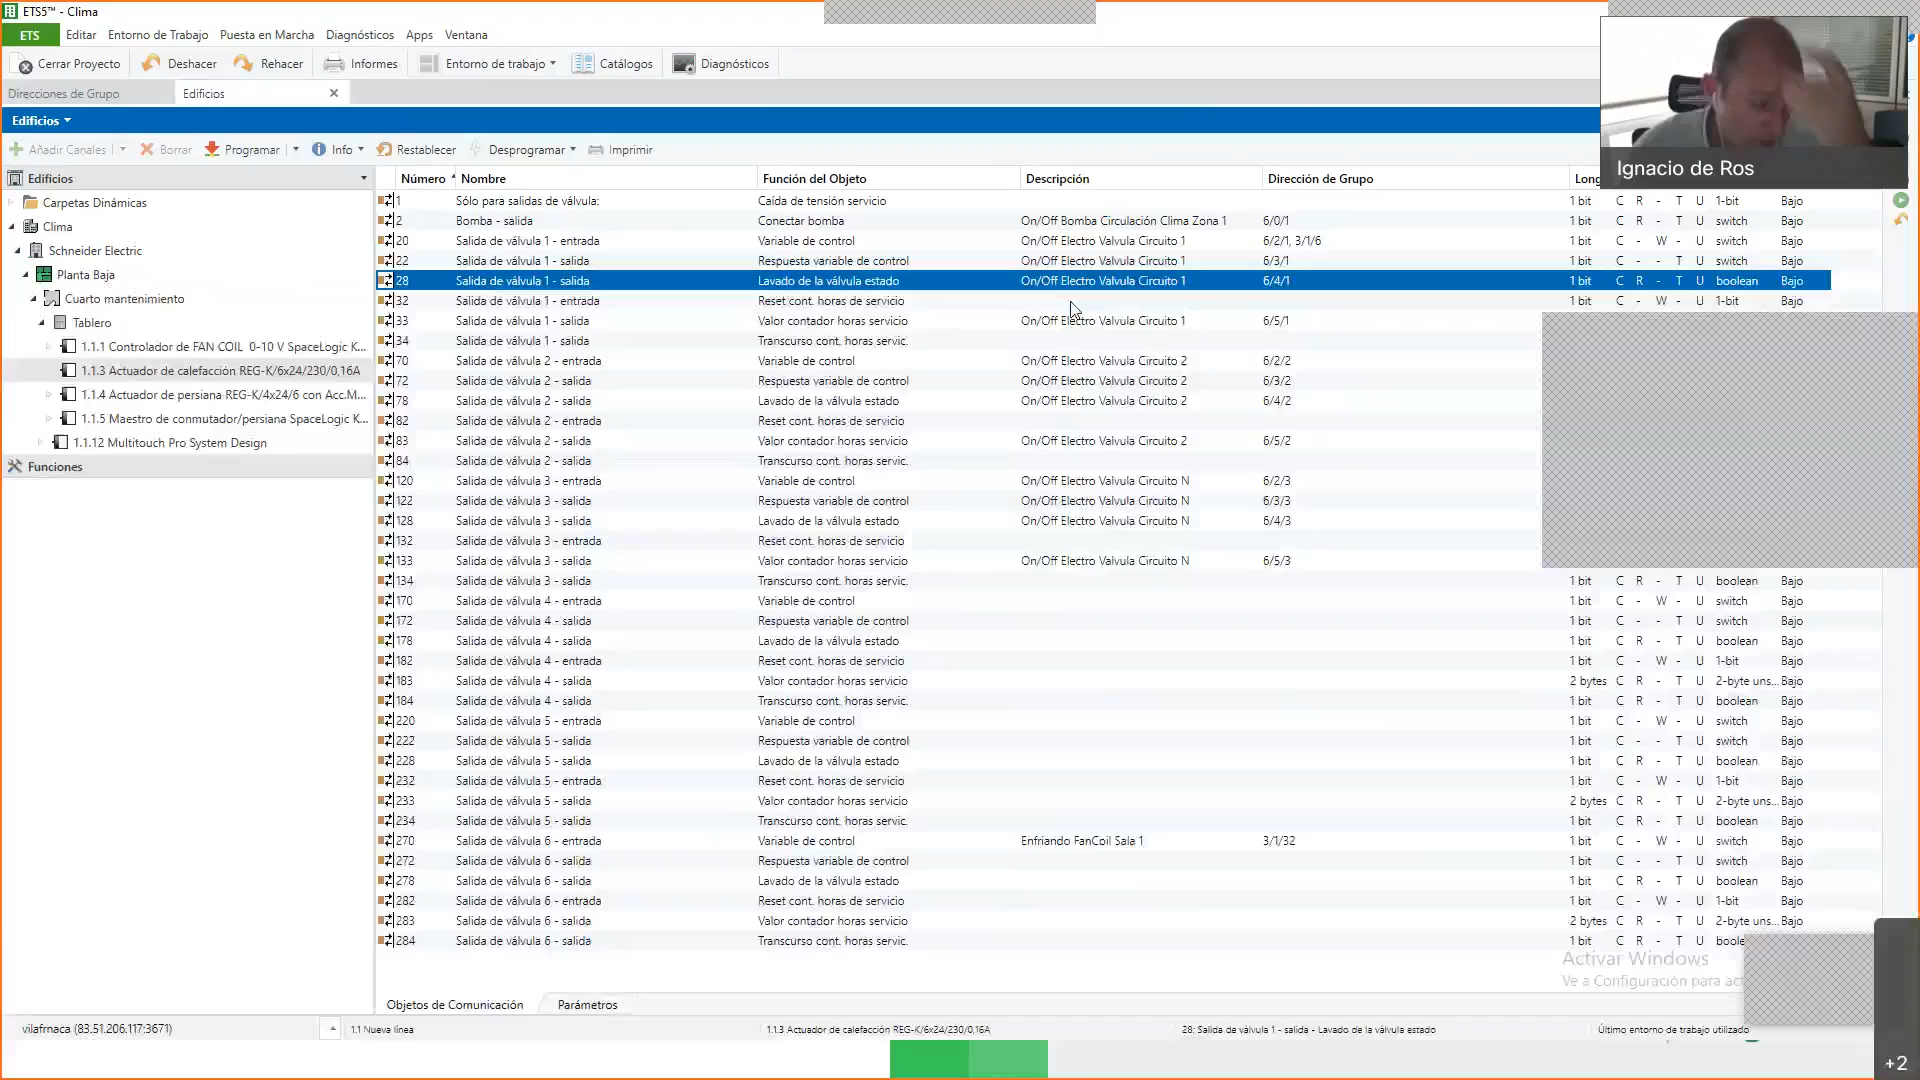 ETS5™ - Clima
ETS Editar Entorno de Trabajo Puesta en Marcha Diagnósticos Apps Ventana
Cerrar Proyecto Deshacer Rehacer Informes Entorno de trabajo Catálogos Diagnósticos
Direcciones de Grupo Edificios
Edificios
Añadir Canales Borrar Programar Info Restablecer Desprogramar Imprimir
Ignacio de Ros
Edificios
Carpetas Dinámicas
Clima
Schneider Electric
Planta Baja
Cuarto mantenimiento
Tablero
1.1.1 Controlador de FAN COIL 0-10 V SpaceLogic K...
1.1.3 Actuador de calefacción REG-K/6x24/230/0,16A
1.1.4 Actuador de persiana REG-K/4x24/6 con Acc.M...
1.1.5 Maestro de conmutador/persiana SpaceLogic K...
1.1.12 Multitouch Pro System Design
Funciones
Número Nombre Función del Objeto Descripción Dirección de Grupo Long
1 Sólo para salidas de válvula: Caída de tensión servicio 1 bit C R - T U 1-bit Bajo
2 Bomba - salida Conectar bomba On/Off Bomba Circulación Clima Zona 1 6/0/1 1 bit C R - T U switch Bajo
20 Salida de válvula 1 - entrada Variable de control On/Off Electro Valvula Circuito 1 6/2/1, 3/1/6 1 bit C - W - U switch Bajo
22 Salida de válvula 1 - salida Respuesta variable de control On/Off Electro Valvula Circuito 1 6/3/1 1 bit C R - T U switch Bajo
28 Salida de válvula 1 - salida Lavado de la válvula estado On/Off Electro Valvula Circuito 1 6/4/1 1 bit C R - T U boolean Bajo
32 Salida de válvula 1 - entrada Reset cont. horas de servicio 1 bit C - W - U 1-bit Bajo
33 Salida de válvula 1 - salida Valor contador horas servicio On/Off Electro Valvula Circuito 1 6/5/1
34 Salida de válvula 1 - salida Transcurso cont. horas servic.
70 Salida de válvula 2 - entrada Variable de control On/Off Electro Valvula Circuito 2 6/2/2
72 Salida de válvula 2 - salida Respuesta variable de control On/Off Electro Valvula Circuito 2 6/3/2
78 Salida de válvula 2 - salida Lavado de la válvula estado On/Off Electro Valvula Circuito 2 6/4/2
82 Salida de válvula 2 - entrada Reset cont. horas de servicio
83 Salida de válvula 2 - salida Valor contador horas servicio On/Off Electro Valvula Circuito 2 6/5/2
84 Salida de válvula 2 - salida Transcurso cont. horas servic.
120 Salida de válvula 3 - entrada Variable de control On/Off Electro Valvula Circuito N 6/2/3
122 Salida de válvula 3 - salida Respuesta variable de control On/Off Electro Valvula Circuito N 6/3/3
128 Salida de válvula 3 - salida Lavado de la válvula estado On/Off Electro Valvula Circuito N 6/4/3
132 Salida de válvula 3 - entrada Reset cont. horas de servicio
133 Salida de válvula 3 - salida Valor contador horas servicio On/Off Electro Valvula Circuito N 6/5/3
134 Salida de válvula 3 - salida Transcurso cont. horas servic. 1 bit C R - T U boolean Bajo
170 Salida de válvula 4 - entrada Variable de control 1 bit C - W - U switch Bajo
172 Salida de válvula 4 - salida Respuesta variable de control 1 bit C R - T U switch Bajo
178 Salida de válvula 4 - salida Lavado de la válvula estado 1 bit C R - T U boolean Bajo
182 Salida de válvula 4 - entrada Reset cont. horas de servicio 1 bit C - W - U 1-bit Bajo
183 Salida de válvula 4 - salida Valor contador horas servicio 2 bytes C R - T U 2-byte uns... Bajo
184 Salida de válvula 4 - salida Transcurso cont. horas servic. 1 bit C R - T U boolean Bajo
220 Salida de válvula 5 - entrada Variable de control 1 bit C - W - U switch Bajo
222 Salida de válvula 5 - salida Respuesta variable de control 1 bit C R - T U switch Bajo
228 Salida de válvula 5 - salida Lavado de la válvula estado 1 bit C R - T U boolean Bajo
232 Salida de válvula 5 - entrada Reset cont. horas de servicio 1 bit C - W - U 1-bit Bajo
233 Salida de válvula 5 - salida Valor contador horas servicio 2 bytes C R - T U 2-byte uns... Bajo
234 Salida de válvula 5 - salida Transcurso cont. horas servic. 1 bit C R - T U boolean Bajo
270 Salida de válvula 6 - entrada Variable de control Enfriando FanCoil Sala 1 3/1/32 1 bit C - W - U switch Bajo
272 Salida de válvula 6 - salida Respuesta variable de control 1 bit C R - T U switch Bajo
278 Salida de válvula 6 - salida Lavado de la válvula estado 1 bit C R - T U boolean Bajo
282 Salida de válvula 6 - entrada Reset cont. horas de servicio 1 bit C - W - U 1-bit Bajo
283 Salida de válvula 6 - salida Valor contador horas servicio 2 bytes C R - T U 2-byte uns... Bajo
284 Salida de válvula 6 - salida Transcurso cont. horas servic. 1 bit C R - T U boole
Activar Windows
Ve a Configuración para act
Objetos de Comunicación Parámetros
vilafrnaca (83.51.206.117:3671) 1.1 Nueva línea 1.1.3 Actuador de calefacción REG-K/6x24/230/0,16A 28: Salida de válvula 1 - salida - Lavado de la válvula estado Último entorno de trabajo utilizado
+2